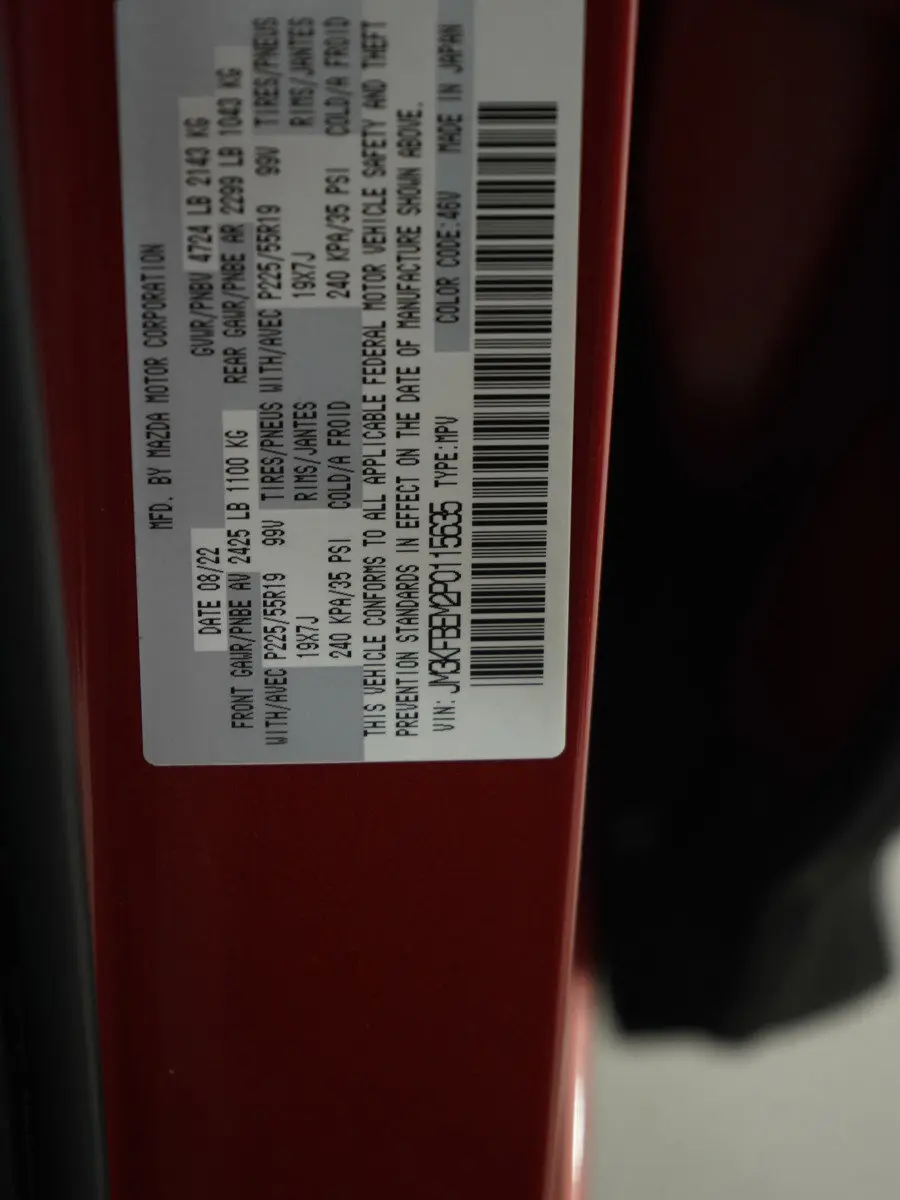 MFD. BY MAZDA MOTOR CORPORATION
DATE 08/22 GVWR/PNBV 4724 LB 2143 KG
FRONT GAWR/PNBE AV 2425 LB 1100 KG REAR GAWR/PNBE AR 2299 LB 1043 KG
WITH/AVEC P225/55R19 99V TIRES/PNEUS WITH/AVEC P225/55R19 99V TIRES/PNEUS
19X7J RIMS/JANTES 19X7J RIMS/JANTES
240 KPA/35 PSI COLD/A FROID 240 KPA/35 PSI COLD/A FROID
THIS VEHICLE CONFORMS TO ALL APPLICABLE FEDERAL MOTOR VEHICLE SAFETY AND THEFT
PREVENTION STANDARDS IN EFFECT ON THE DATE OF MANUFACTURE SHOWN ABOVE.
VIN: JM3KFBEM2P0115635 TYPE:MPV COLOR CODE:46V MADE IN JAPAN